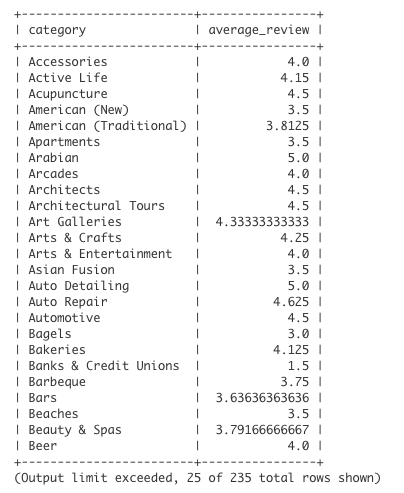 +-----------------------+----------------+
| category              | average_review |
+-----------------------+----------------+
| Accessories           |            4.0 |
| Active Life           |           4.15 |
| Acupuncture           |            4.5 |
| American (New)        |            3.5 |
| American (Traditional) |         3.8125 |
| Apartments            |            3.5 |
| Arabian               |            5.0 |
| Arcades               |            4.0 |
| Architects            |            4.5 |
| Architectural Tours   |            4.5 |
| Art Galleries         |  4.33333333333 |
| Arts & Crafts         |           4.25 |
| Arts & Entertainment  |            4.0 |
| Asian Fusion          |            3.5 |
| Auto Detailing        |            5.0 |
| Auto Repair           |          4.625 |
| Automotive            |            4.5 |
| Bagels                |            3.0 |
| Bakeries              |          4.125 |
| Banks & Credit Unions |            1.5 |
| Barbeque              |           3.75 |
| Bars                  |  3.63636363636 |
| Beaches               |            3.5 |
| Beauty & Spas         |  3.79166666667 |
| Beer                  |            4.0 |
+-----------------------+----------------+
(Output limit exceeded, 25 of 235 total rows shown)